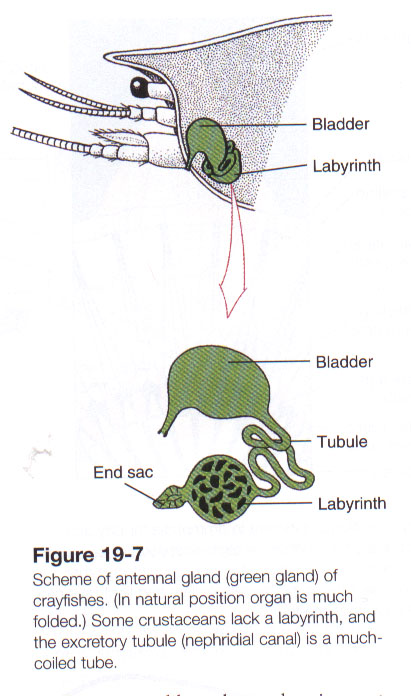 Bladder
Labyrinth
Bladder
Tubule
End sac
Labyrinth
Figure 19-7
Scheme of antennal gland (green gland) of
crayfishes. (In natural position organ is much
folded.) Some crustaceans lack a labyrinth, and
the excretory tubule (nephridial canal) is a much-
coiled tube.